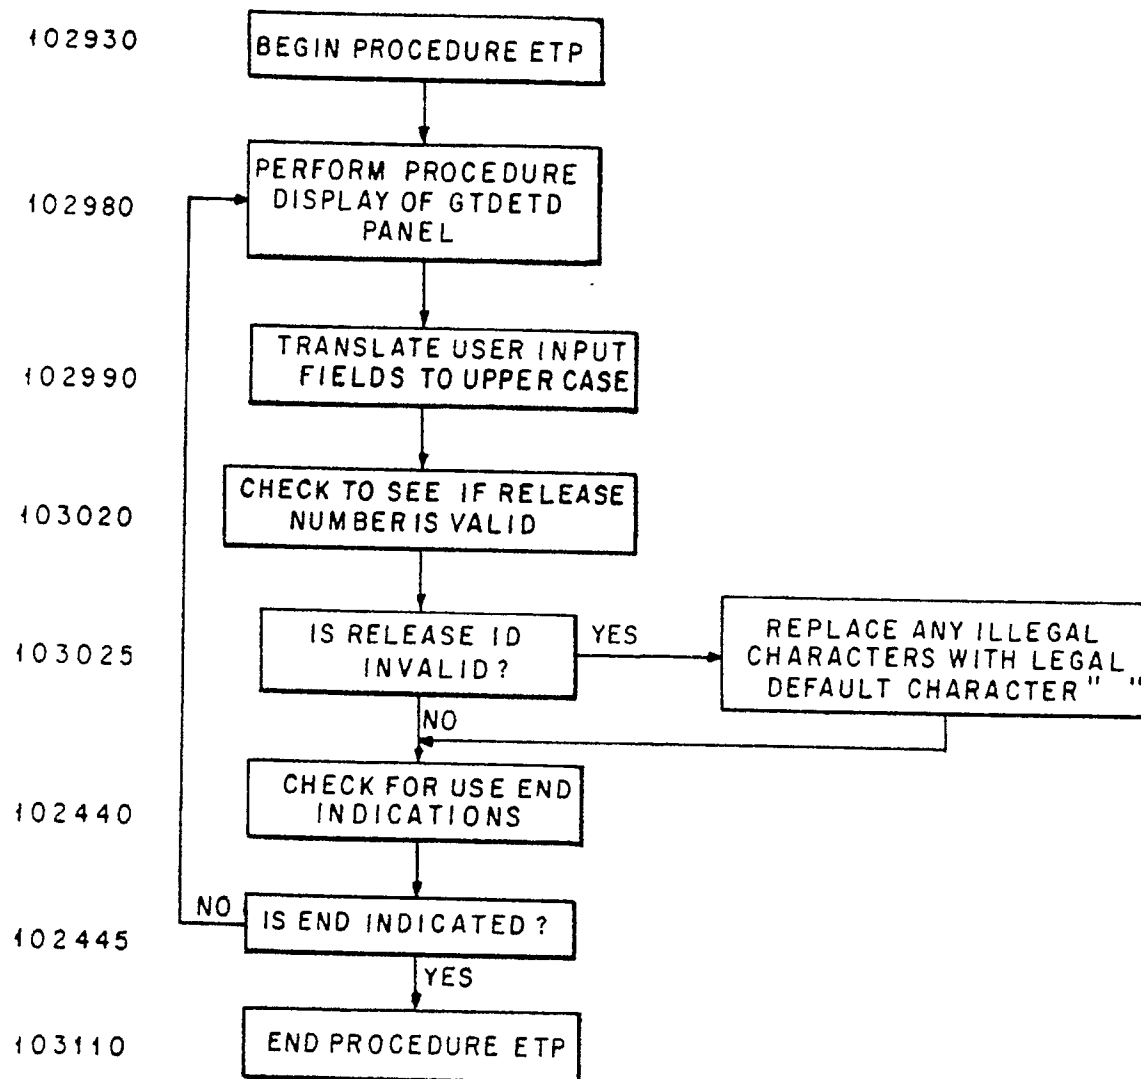 102930
BEGIN PROCEDURE ETP
102980
PERFORM PROCEDURE
DISPLAY OF GTDETD
PANEL
102990
TRANSLATE USER INPUT
FIELDS TO UPPER CASE
103020
CHECK TO SEE IF RELEASE
NUMBER IS VALID
103025
IS RELEASE ID
INVALID?
YES
REPLACE ANY ILLEGAL
CHARACTERS WITH LEGAL
DEFAULT CHARACTER " "
NO
102440
CHECK FOR USE END
INDICATIONS
NO
102445
IS END INDICATED?
YES
103110
END PROCEDURE ETP